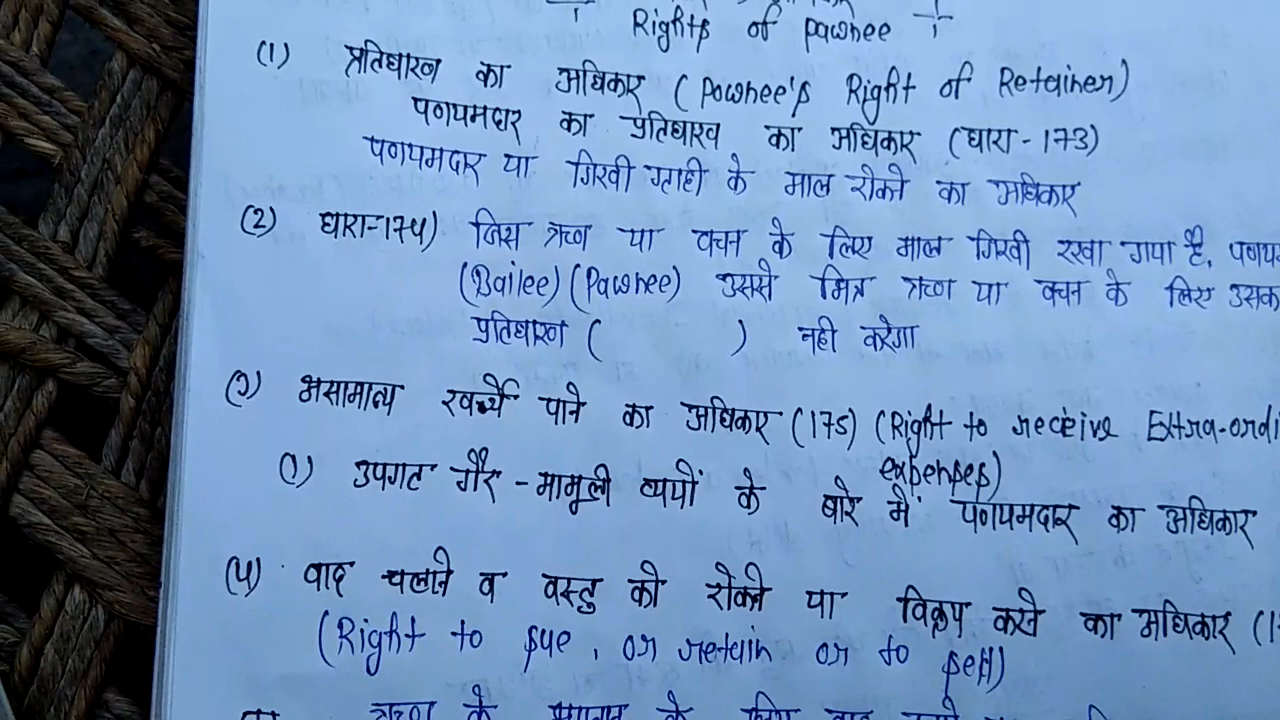 Rights of pawnee
(1) प्रतिधारण का अधिकार (Pawnee's Right of Retainer)
पणयमदार का प्रतिधारण का अधिकार (धारा-173)
पणयमदार या गिरवी ग्राही के माल रोकने का अधिकार
(2) धारा-174) जिस ऋण या वचन के लिए माल गिरवी रखा गया है,
(Bailee) (Pawnee) उससे भिन्न ऋण या वचन के लिए
प्रतिधारण ( ) नही करेगा
(3) असामान्य खर्चे पाने का अधिकार (175) (Right to receive Extra-ordi
expenses)
(1) उपगत गैर-मामूली व्ययों के बारे में पणयमदार का अधिकार
(4) वाद चलाने व वस्तु को रोकने या विक्रय करने का अधिकार
(Right to sue, or retain or to sell)
ऋण के